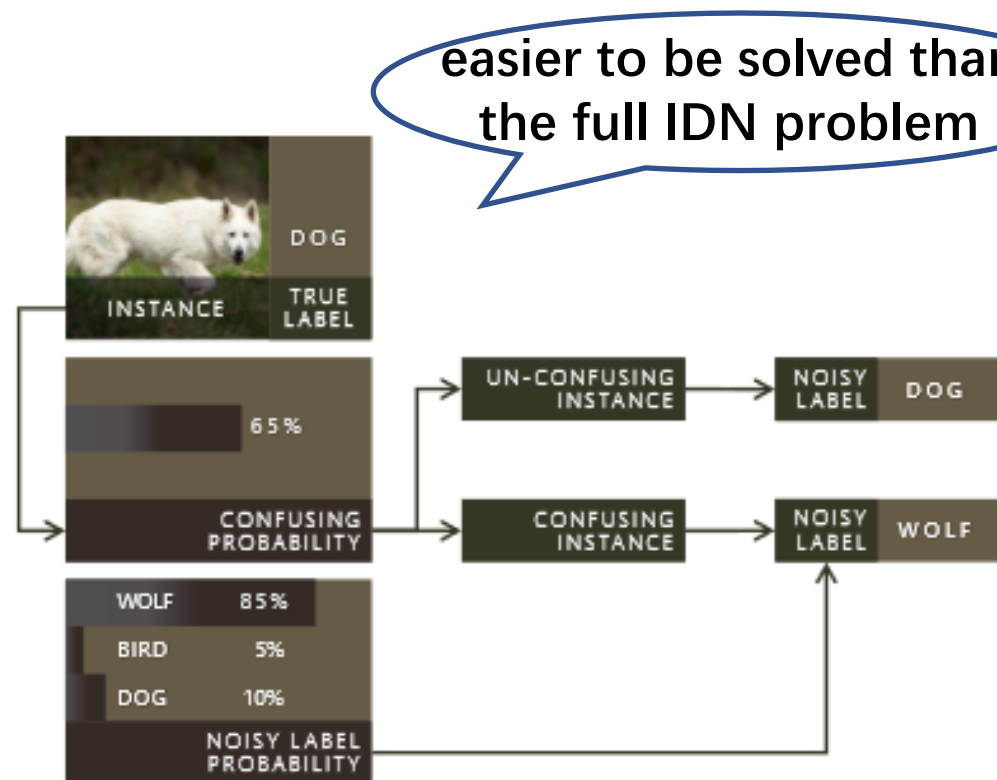 easier to be solved than
the full IDN problem
DOG
INSTANCE
TRUE
LABEL
65%
CONFUSING
PROBABILITY
UN-CONFUSING
INSTANCE
NOISY
LABEL
DOG
CONFUSING
INSTANCE
NOISY
LABEL
WOLF
WOLF 85%
BIRD 5%
DOG 10%
NOISY LABEL
PROBABILITY